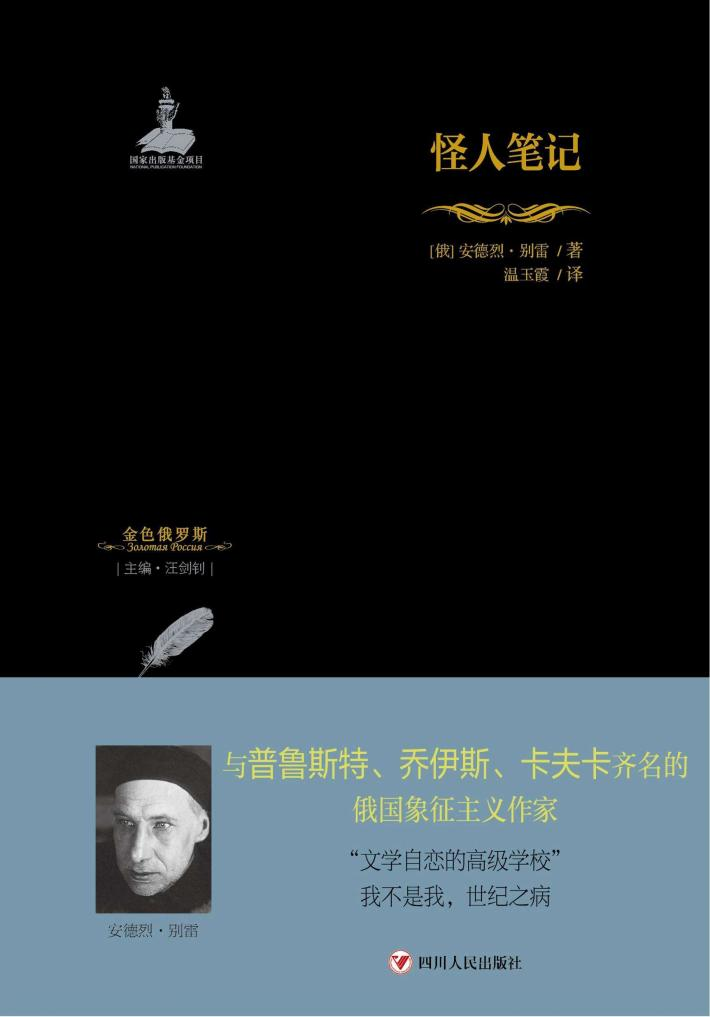 国家出版基金项目
NATIONAL PUBLICATION FOUNDATION
怪人笔记
[俄] 安德烈·别雷 / 著
温玉霞 / 译
金色俄罗斯
Золотая Россия
| 主编·汪剑钊 |
与普鲁斯特、乔伊斯、卡夫卡齐名的
俄国象征主义作家
“文学自恋的高级学校”
我不是我，世纪之病
安德烈·别雷
四川人民出版社